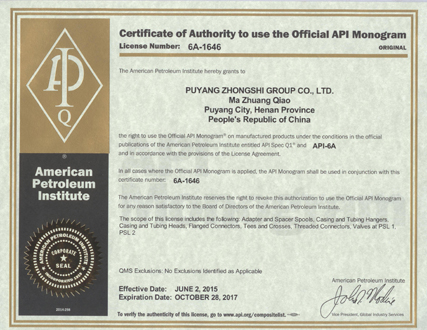 Certificate of Authority to use the Official API Monogram
License Number: 6A-1646
ORIGINAL
The American Petroleum Institute hereby grants to
PUYANG ZHONGSHI GROUP CO., LTD.
Ma Zhuang Qiao
Puyang City, Henan Province
People's Republic of China
the right to use the Official API Monogram® on manufactured products under the conditions in the official
publications of the American Petroleum Institute entitled API Spec Q1® and API-6A
and in accordance with the provisions of the License Agreement.
In all cases where the Official API Monogram is applied, the API Monogram shall be used in conjunction with this
certificate number: 6A-1646
The American Petroleum Institute reserves the right to revoke this authorization to use the Official API Monogram
for any reason satisfactory to the Board of Directors of the American Petroleum Institute.
The scope of this license includes the following: Adapter and Spacer Spools, Casing and Tubing Hangers,
Casing and Tubing Heads, Flanged Connectors, Tees and Crosses, Threaded Connectors, Valves at PSL 1,
PSL 2
QMS Exclusions: No Exclusions Identified as Applicable
Effective Date: JUNE 2, 2015
Expiration Date: OCTOBER 28, 2017
To verify the authenticity of this license, go to www.api.org/compositelist.
American Petroleum Institute
Vice President, Global Industry Services
API
Q
American
Petroleum
Institute
AMERICAN PETROLEUM INSTITUTE
CORPORATE
SEAL